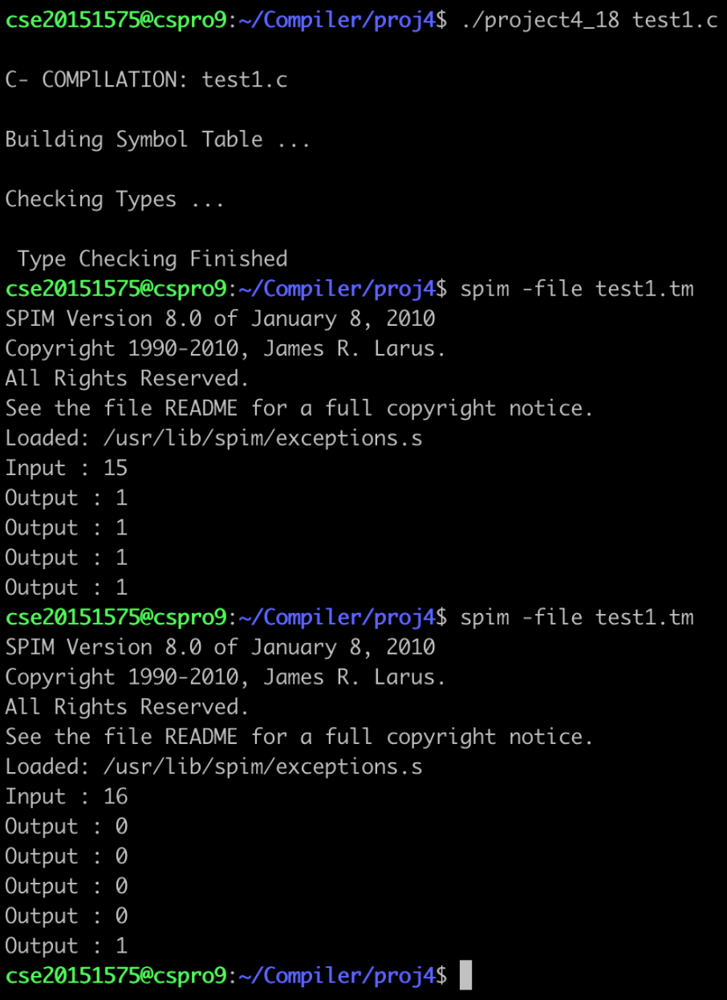 cse20151575@cspro9:~/Compiler/proj4$ ./project4_18 test1.c
C- COMPlLATION: test1.c
Building Symbol Table ...
Checking Types ...
Type Checking Finished
cse20151575@cspro9:~/Compiler/proj4$ spim -file test1.tm
SPIM Version 8.0 of January 8, 2010
Copyright 1990-2010, James R. Larus.
All Rights Reserved.
See the file README for a full copyright notice.
Loaded: /usr/lib/spim/exceptions.s
Input : 15
Output : 1
Output : 1
Output : 1
Output : 1
cse20151575@cspro9:~/Compiler/proj4$ spim -file test1.tm
SPIM Version 8.0 of January 8, 2010
Copyright 1990-2010, James R. Larus.
All Rights Reserved.
See the file README for a full copyright notice.
Loaded: /usr/lib/spim/exceptions.s
Input : 16
Output : 0
Output : 0
Output : 0
Output : 0
Output : 1
cse20151575@cspro9:~/Compiler/proj4$